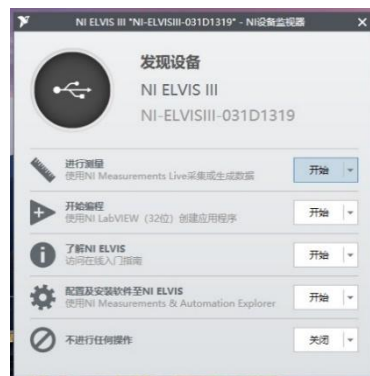 NI ELVIS III "NI-ELVISIII-031D1319" - NI设备监视器
发现设备
NI ELVIS III
NI-ELVISIII-031D1319
进行测量
使用NI Measurements Live采集或生成数据
开始
开始编程
使用NI LabVIEW（32位）创建应用程序
开始
了解NI ELVIS
访问在线入门指南
开始
配置及安装软件至NI ELVIS
使用NI Measurements & Automation Explorer
开始
不进行任何操作
关闭